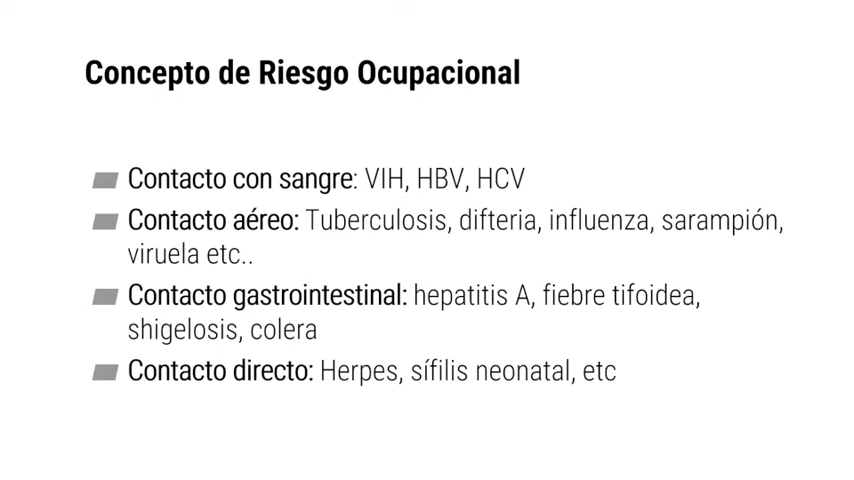 Concepto de Riesgo Ocupacional
Contacto con sangre: VIH, HBV, HCV
Contacto aéreo: Tuberculosis, difteria, influenza, sarampión,
viruela etc..
Contacto gastrointestinal: hepatitis A, fiebre tifoidea,
shigelosis, colera
Contacto directo: Herpes, sífilis neonatal, etc